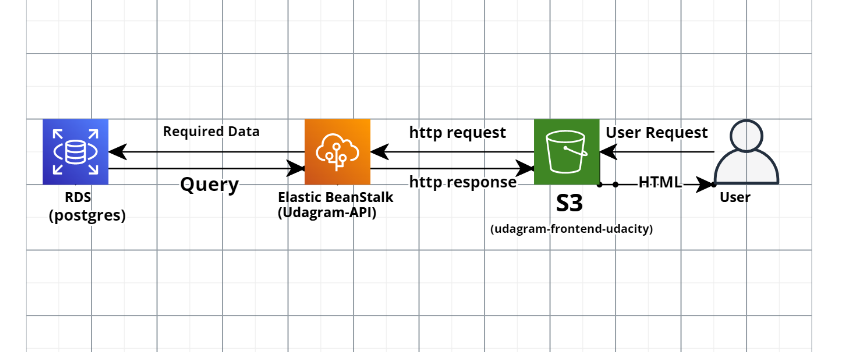 Required Data
http request
User Request
Query
http response
HTML
RDS
(postgres)
Elastic BeanStalk
(Udagram-API)
S3
(udagram-frontend-udacity)
User